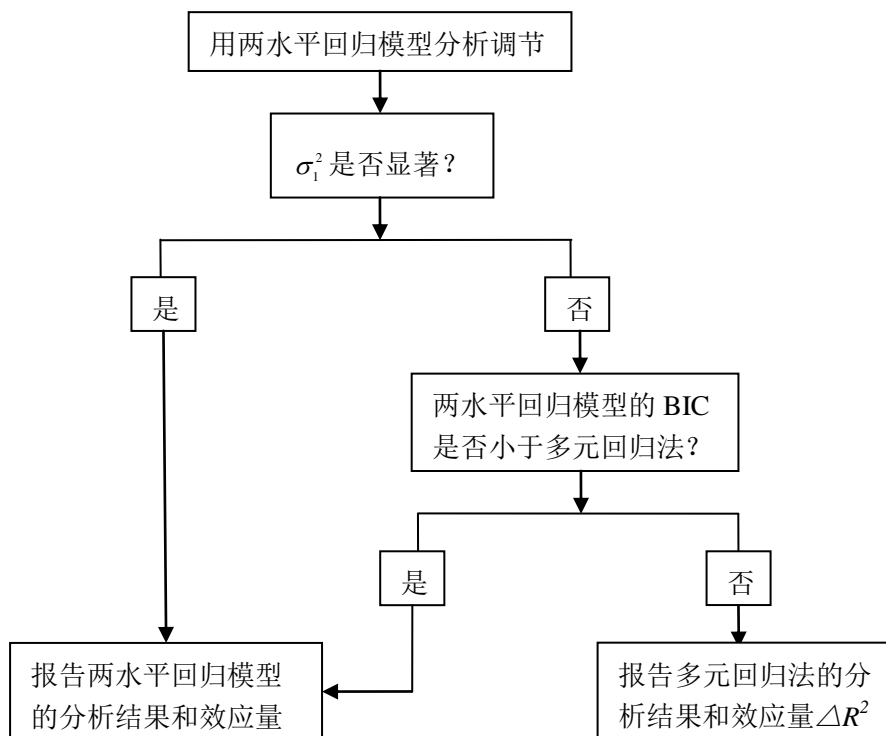 用两水平回归模型分析调节
σ₁² 是否显著？
是
否
两水平回归模型的 BIC
是否小于多元回归法？
是
否
报告两水平回归模型
的分析结果和效应量
报告多元回归法的分
析结果和效应量△R²